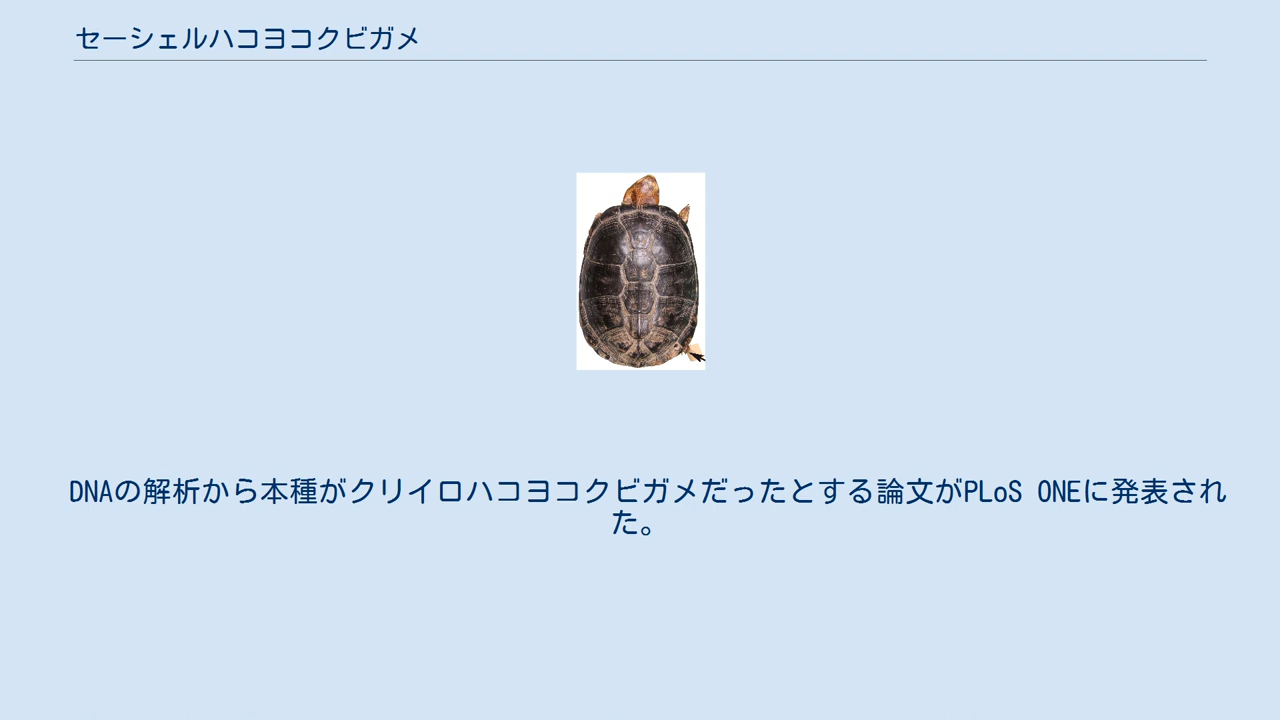 セーシェルハコヨコクビガメ
DNAの解析から本種がクリイロハコヨコクビガメだったとする論文がPLoS ONEに発表され
た。